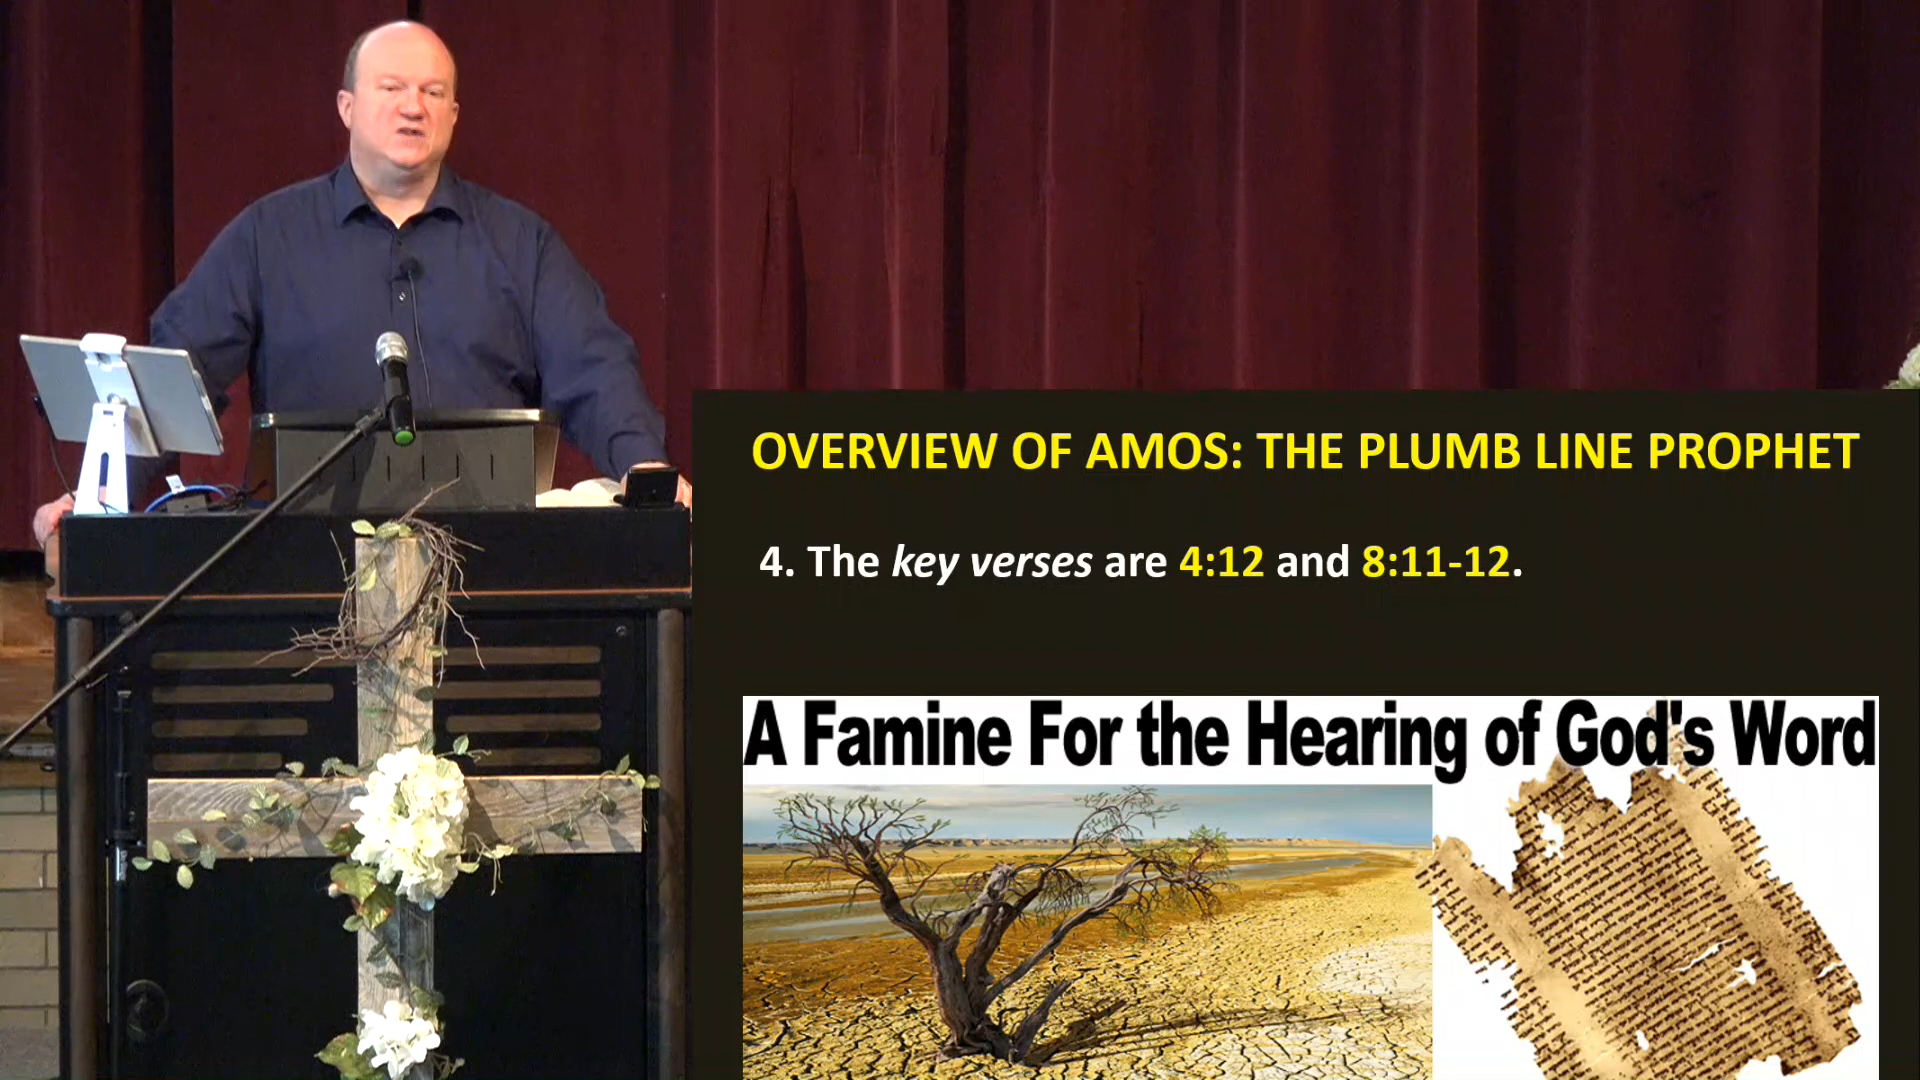 OVERVIEW OF AMOS: THE PLUMB LINE PROPHET
4. The key verses are 4:12 and 8:11-12.
A Famine For the Hearing of God's Word